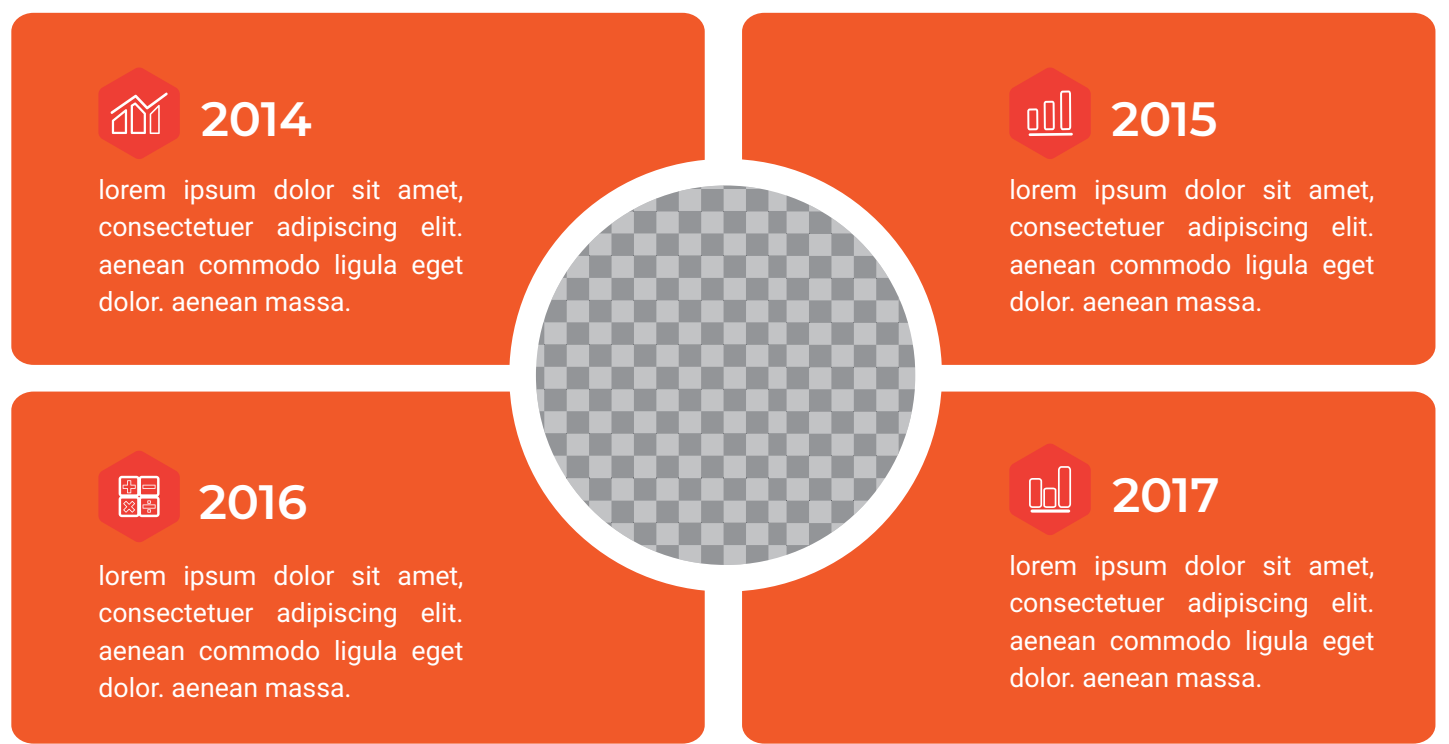 2014
lorem ipsum dolor sit amet,
consectetuer adipiscing elit.
aenean commodo ligula eget
dolor. aenean massa.
2015
lorem ipsum dolor sit amet,
consectetuer adipiscing elit.
aenean commodo ligula eget
dolor. aenean massa.
2016
lorem ipsum dolor sit amet,
consectetuer adipiscing elit.
aenean commodo ligula eget
dolor. aenean massa.
2017
lorem ipsum dolor sit amet,
consectetuer adipiscing elit.
aenean commodo ligula eget
dolor. aenean massa.